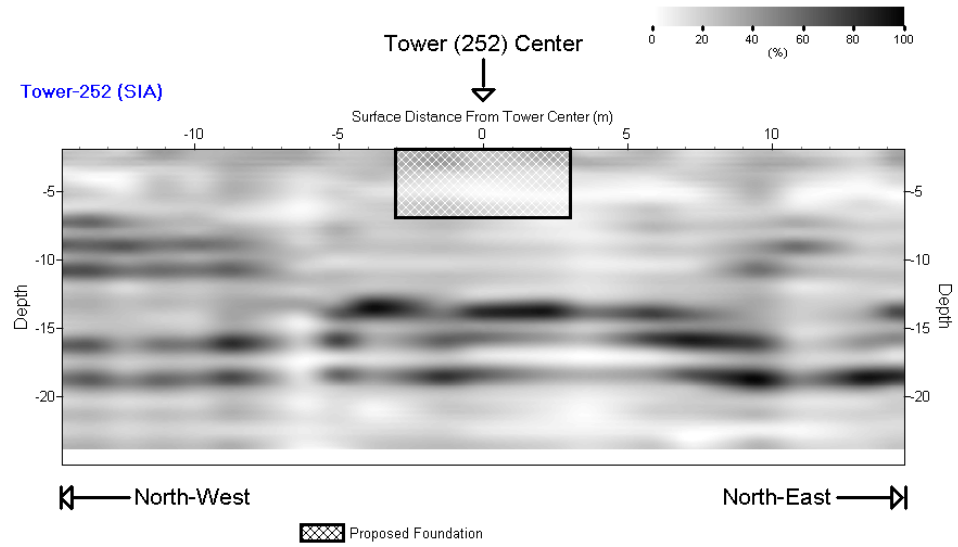 0 20 40 60 80 100
(%)
Tower (252) Center
Tower-252 (SIA)
Surface Distance From Tower Center (m)
-10 -5 0 5 10
-5 -5
-10 -10
Depth Depth
-15 -15
-20 -20
North-West North-East
Proposed Foundation